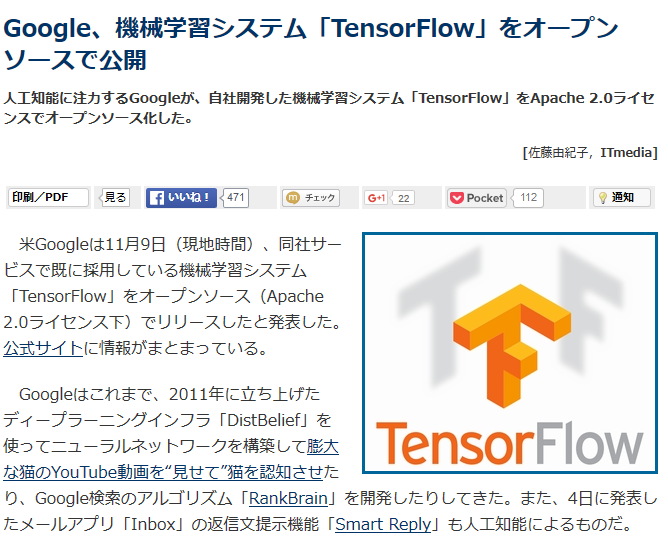 Google、機械学習システム「TensorFlow」をオープン
ソースで公開
人工知能に注力するGoogleが、自社開発した機械学習システム「TensorFlow」をApache 2.0ライセ
ンスでオープンソース化した。
[佐藤由紀子，ITmedia]
印刷／PDF 見る いいね！ 471 チェック G+1 22 Pocket 112 通知
米Googleは11月9日（現地時間）、同社サー
ビスで既に採用している機械学習システム
「TensorFlow」をオープンソース（Apache
2.0ライセンス下）でリリースしたと発表した。
公式サイトに情報がまとまっている。
TensorFlow
Googleはこれまで、2011年に立ち上げた
ディープラーニングインフラ「DistBelief」を
使ってニューラルネットワークを構築して膨大
な猫のYouTube動画を“見せて”猫を認知させた
り、Google検索のアルゴリズム「RankBrain」を開発したりしてきた。また、4日に発表し
たメールアプリ「Inbox」の返信文提示機能「Smart Reply」も人工知能によるものだ。